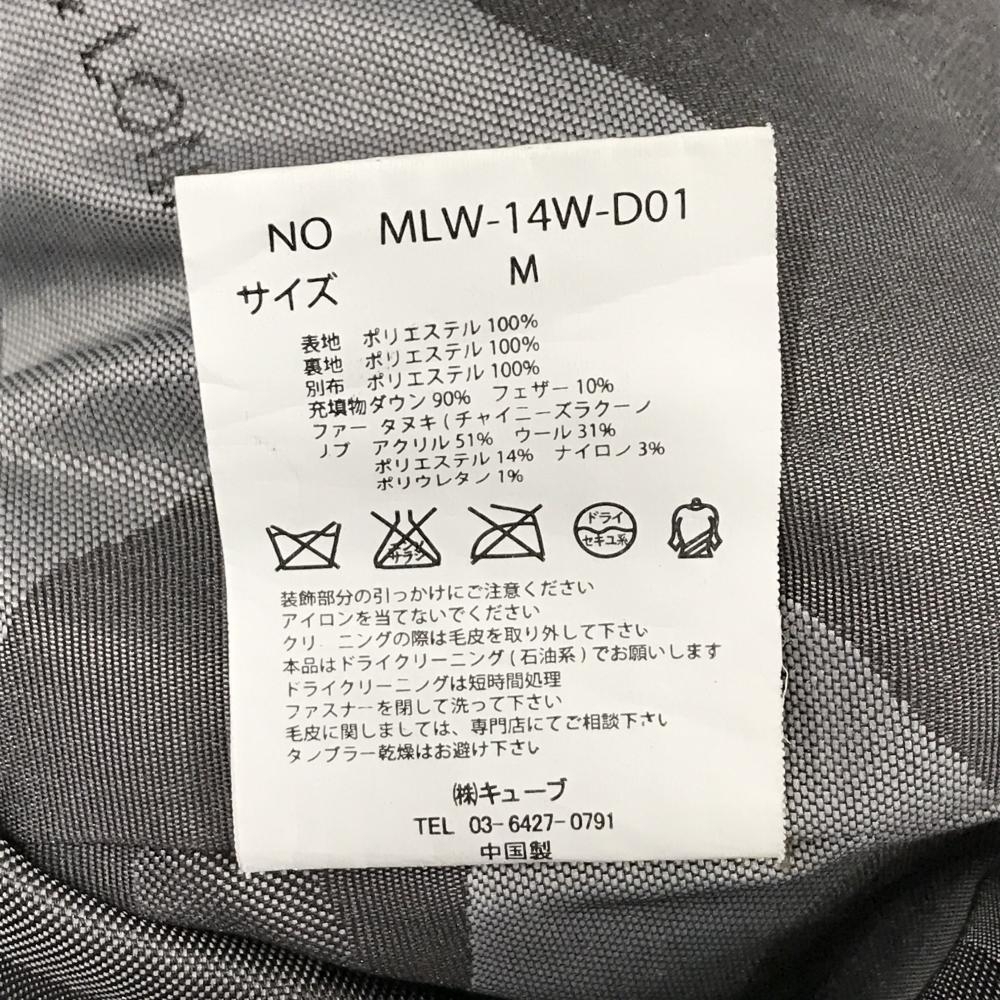 LOU
NO MLW-14W-D01
サイズ M
表地 ポリエステル 100%
裏地 ポリエステル 100%
別布 ポリエステル 100%
充填物ダウン 90% フェザー 10%
ファー タヌキ (チャイニーズラクーノ
リブ アクリル 51% ウール 31%
ポリエステル 14% ナイロン 3%
ポリウレタン 1%
エンソ サラシ
ドライ
セキユ系
装飾部分の引っかけにご注意ください
アイロンを当てないでください
クリーニングの際は毛皮を取り外して下さい
本品はドライクリーニング(石油系)でお願いします
ドライクリーニングは短時間処理
ファスナーを閉して洗って下さい
毛皮に関しましては、専門店にてご相談下さい
タンブラー乾燥はお避け下さい
㈱キューブ
TEL 03-6427-0791
中国製